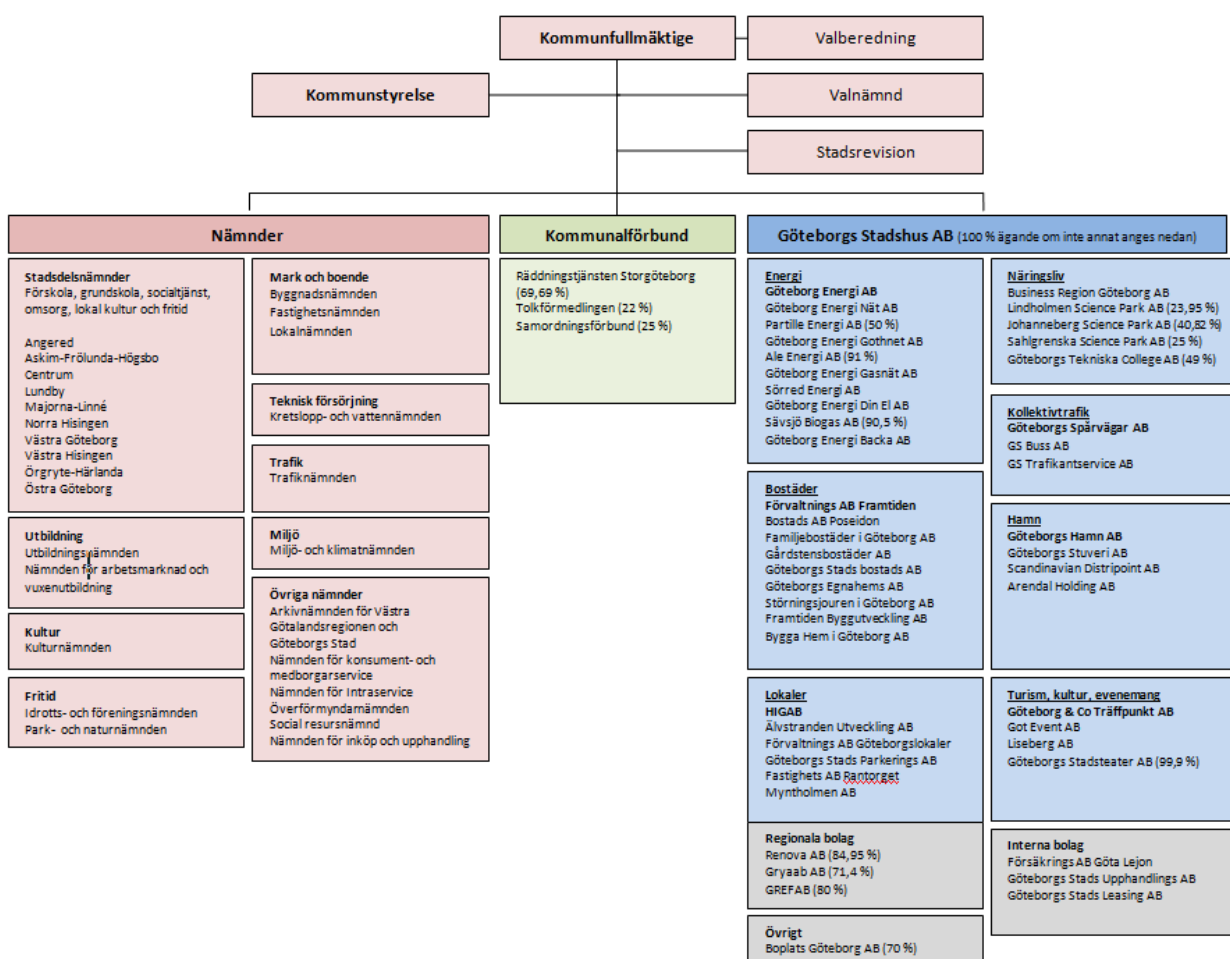 Kommunfullmäktige
Valberedning
Kommunstyrelse
Valnämnd
Stadsrevision
Nämnder
Stadsdelsnämnder
Förskola, grundskola, socialtjänst,
omsorg, lokal kultur och fritid
Angered
Askim-Frölunda-Högsbo
Centrum
Lundby
Majorna-Linné
Norra Hisingen
Västra Göteborg
Västra Hisingen
Örgryte-Härlanda
Östra Göteborg
Utbildning
Utbildningsnämnden
Nämnden för arbetsmarknad och
vuxenutbildning
Kultur
Kulturnämnden
Fritid
Idrotts- och föreningsnämnden
Park- och naturnämnden
Mark och boende
Byggnadsnämnden
Fastighetsnämnden
Lokalnämnden
Teknisk försörjning
Kretslopp- och vattennämnden
Trafik
Trafiknämnden
Miljö
Miljö- och klimatnämnden
Övriga nämnder
Arkivnämnden för Västra
Götalandsregionen och
Göteborgs Stad
Nämnden för konsument- och
medborgarservice
Nämnden för Intraservice
Överförmyndarnämnden
Social resursnämnd
Nämnden för inköp och upphandling
Kommunalförbund
Räddningstjänsten Storgöteborg
(69,69 %)
Tolkförmedlingen (22 %)
Samordningsförbund (25 %)
Göteborgs Stadshus AB (100 % ägande om inte annat anges nedan)
Energi
Göteborg Energi AB
Göteborg Energi Nät AB
Partille Energi AB (50 %)
Göteborg Energi Gothnet AB
Ale Energi AB (91 %)
Göteborg Energi Gasnät AB
Sörred Energi AB
Göteborg Energi Din El AB
Sävsjö Biogas AB (90,5 %)
Göteborg Energi Backa AB
Bostäder
Förvaltnings AB Framtiden
Bostads AB Poseidon
Familjebostäder i Göteborg AB
Gårdstensbostäder AB
Göteborgs Stads bostads AB
Göteborgs Egnahems AB
Störningsjouren i Göteborg AB
Framtiden Byggutveckling AB
Bygga Hem i Göteborg AB
Lokaler
HIGAB
Älvstranden Utveckling AB
Förvaltnings AB Göteborgslokaler
Göteborgs Stads Parkerings AB
Fastighets AB Rantorget
Myntholmen AB
Regionala bolag
Renova AB (84,95 %)
Gryaab AB (71,4 %)
GREFAB (80 %)
Övrigt
Boplats Göteborg AB (70 %)
Näringsliv
Business Region Göteborg AB
Lindholmen Science Park AB (23,95 %)
Johanneberg Science Park AB (40,82 %)
Sahlgrenska Science Park AB (25 %)
Göteborgs Tekniska College AB (49 %)
Kollektivtrafik
Göteborgs Spårvägar AB
GS Buss AB
GS Trafikantservice AB
Hamn
Göteborgs Hamn AB
Göteborgs Stuveri AB
Scandinavian Distripoint AB
Arendal Holding AB
Turism, kultur, evenemang
Göteborg & Co Träffpunkt AB
Got Event AB
Liseberg AB
Göteborgs Stadsteater AB (99,9 %)
Interna bolag
Försäkrings AB Göta Lejon
Göteborgs Stads Upphandlings AB
Göteborgs Stads Leasing AB